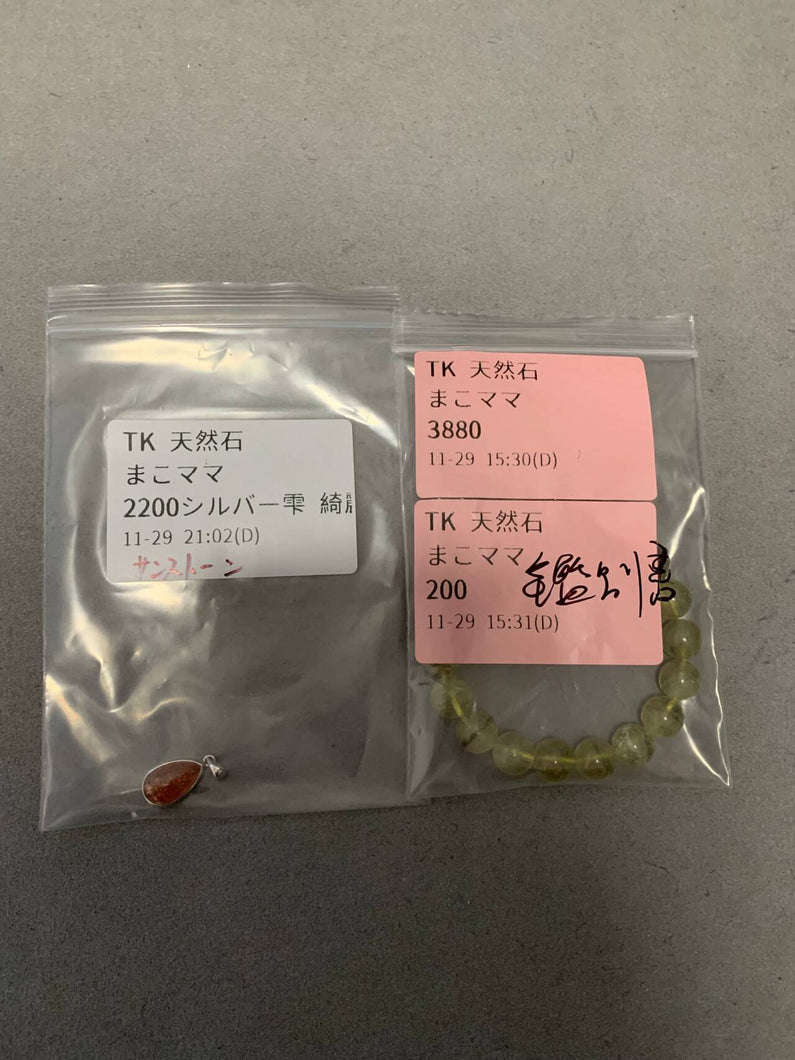 TK 天然石
まこママ
2200シルバー雫 綺麗
11-29 21:02(D)
サンストーン
TK 天然石
まこママ
3880
11-29 15:30(D)
TK 天然石
まこママ
200
鑑別書
11-29 15:31(D)